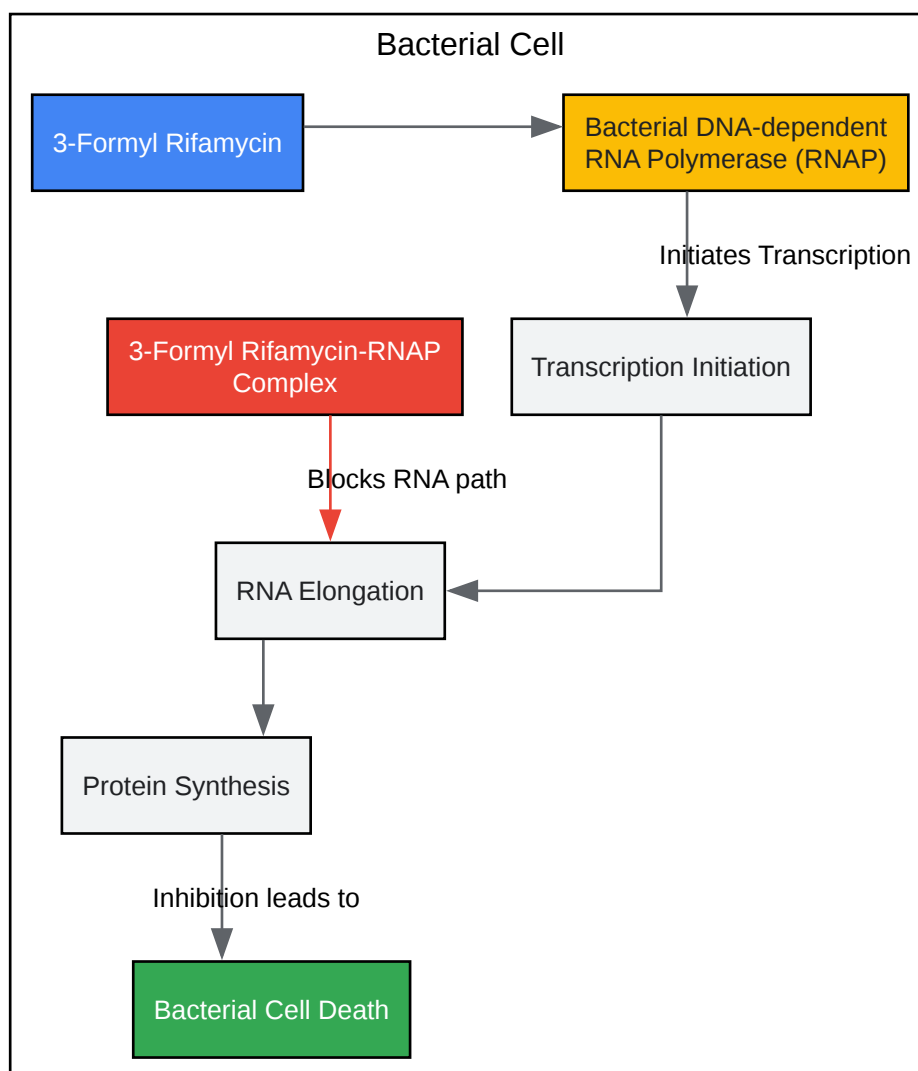 Bacterial Cell
3-Formyl Rifamycin
Bacterial DNA-dependent
RNA Polymerase (RNAP)
Initiates Transcription
3-Formyl Rifamycin-RNAP
Complex
Transcription Initiation
Blocks RNA path
RNA Elongation
Protein Synthesis
Inhibition leads to
Bacterial Cell Death